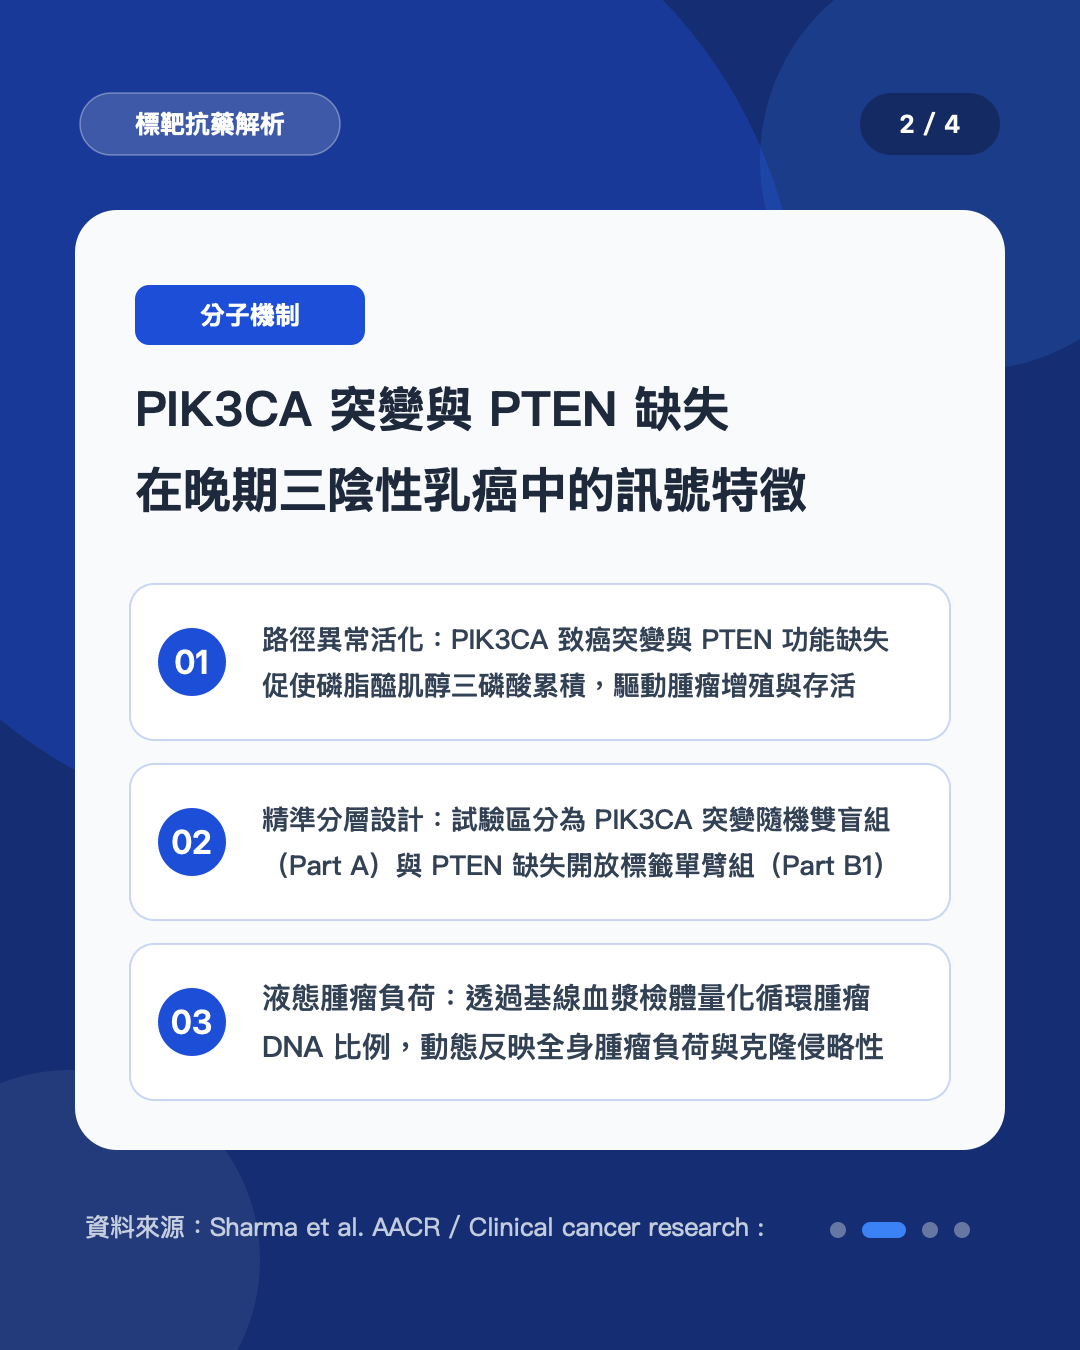 標靶抗藥解析
2 / 4
分子機制
PIK3CA 突變與 PTEN 缺失
在晚期三陰性乳癌中的訊號特徵
01
路徑異常活化：PIK3CA 致癌突變與 PTEN 功能缺失
促使磷脂醯肌醇三磷酸累積，驅動腫瘤增殖與存活
02
精準分層設計：試驗區分為 PIK3CA 突變隨機雙盲組
（Part A）與 PTEN 缺失開放標籤單臂組（Part B1）
03
液態腫瘤負荷：透過基線血漿檢體量化循環腫瘤
DNA 比例，動態反映全身腫瘤負荷與克隆侵略性
資料來源：Sharma et al. AACR / Clinical cancer research :